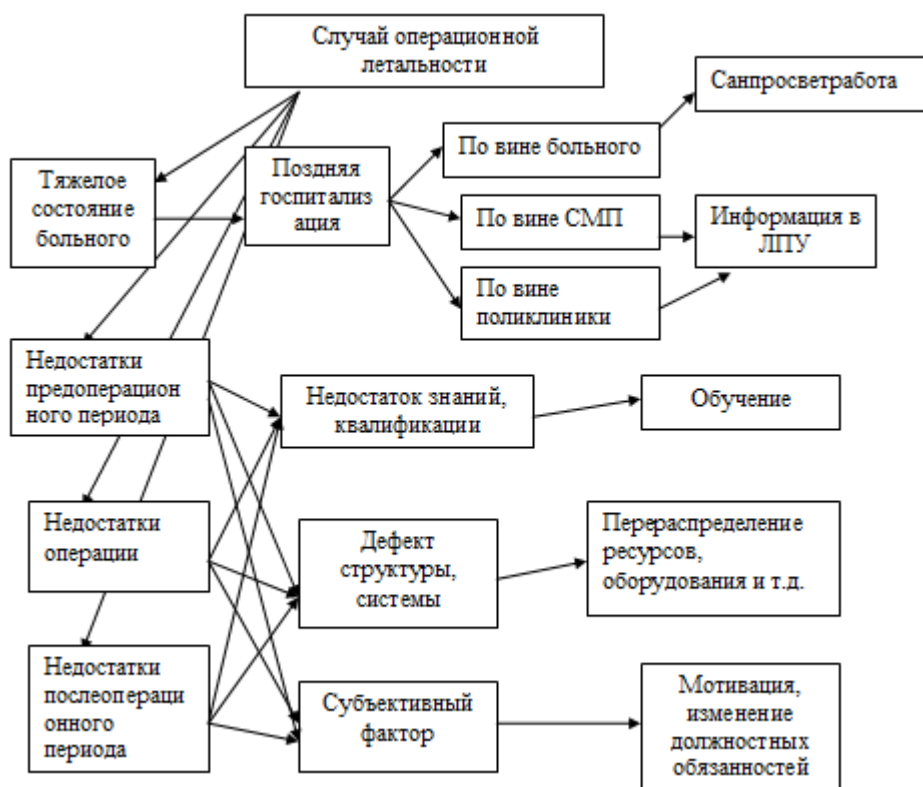 Случай операционной
летальности
Санпросветработа
По вине больного
Тяжелое
состояние
больного
Поздняя
госпитализ
ация
По вине СМП
Информация в
ЛПУ
По вине
поликлиники
Недостатки
предоперацион
ного периода
Недостаток знаний,
квалификации
Обучение
Недостатки
операции
Дефект
структуры,
системы
Перераспределение
ресурсов,
оборудования и т.д.
Недостатки
послеопераци
онного
периода
Субъективный
фактор
Мотивация,
изменение
должностных
обязанностей